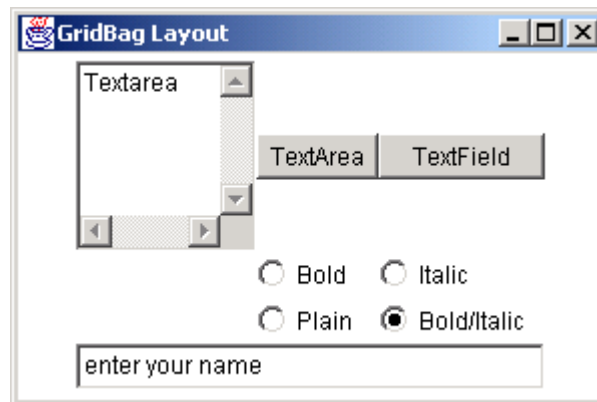 GridBag Layout
Textarea
TextArea TextField
Bold Italic
Plain Bold/Italic
enter your name